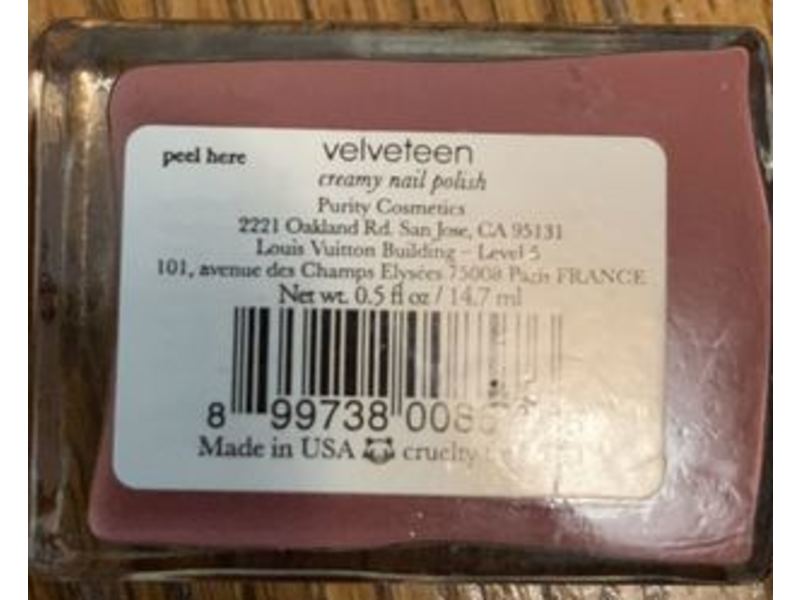 peel here
velveteen
creamy nail polish
Purity Cosmetics
2221 Oakland Rd. San Jose, CA 95131
Louis Vuitton Building – Level 5
101, avenue des Champs Elysées 75008 Paris FRANCE
Net wt. 0.5 fl oz / 14.7 ml
8 99738 008
Made in USA cruelty